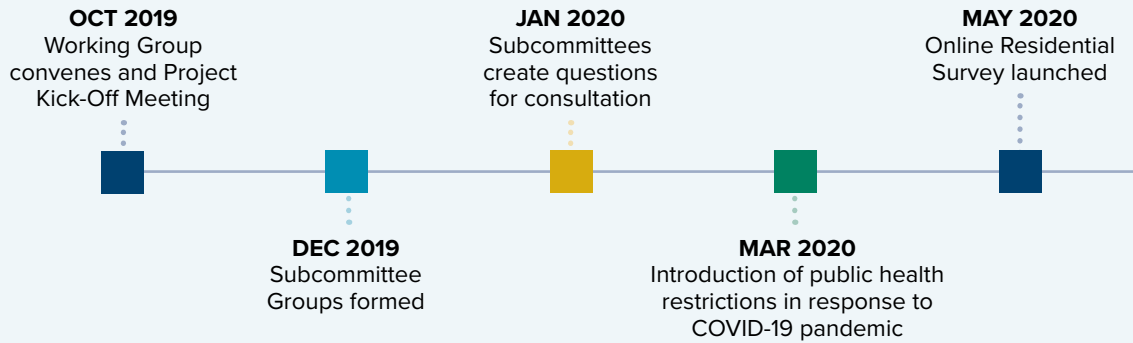 OCT 2019
Working Group
convenes and Project
Kick-Off Meeting
DEC 2019
Subcommittee
Groups formed
JAN 2020
Subcommittees
create questions
for consultation
MAR 2020
Introduction of public health
restrictions in response to
COVID-19 pandemic
MAY 2020
Online Residential
Survey launched